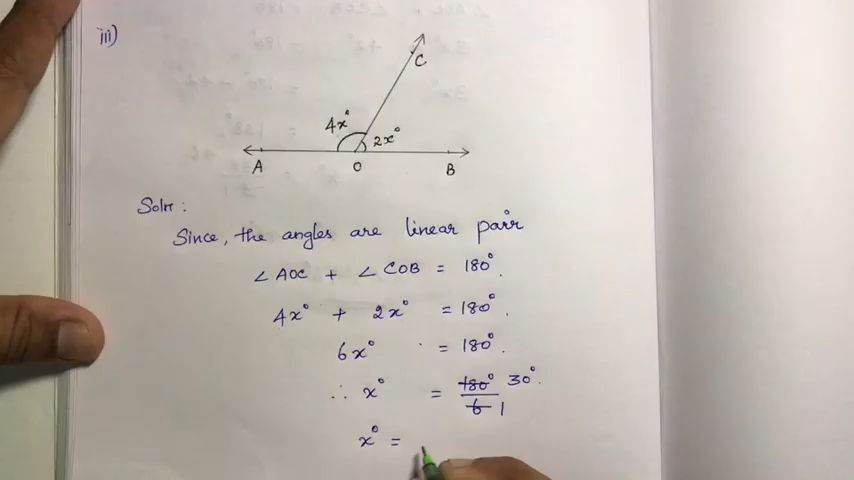 iii)
C
4x° 2x°
A O B
Soln:
Since, the angles are linear pair
∠AOC + ∠COB = 180°.
4x° + 2x° = 180°.
6x° = 180°.
∴ x° = 180°/6 30°. 1
x° =